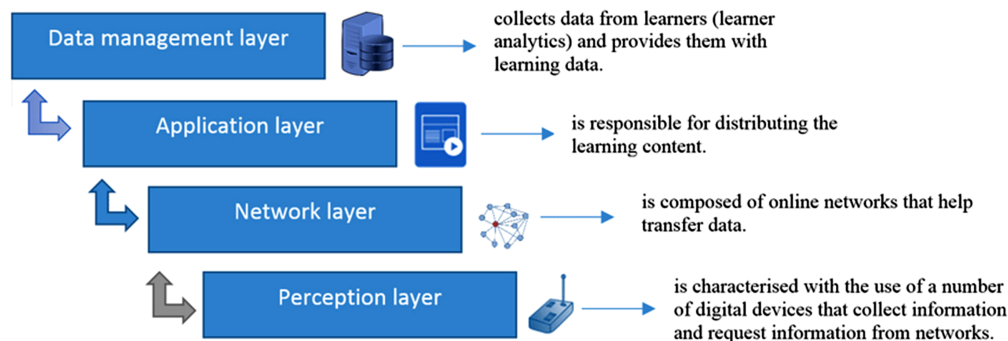 Data management layer
collects data from learners (learner
analytics) and provides them with
learning data.
Application layer
is responsible for distributing the
learning content.
Network layer
is composed of online networks that help
transfer data.
Perception layer
is characterised with the use of a number
of digital devices that collect information
and request information from networks.